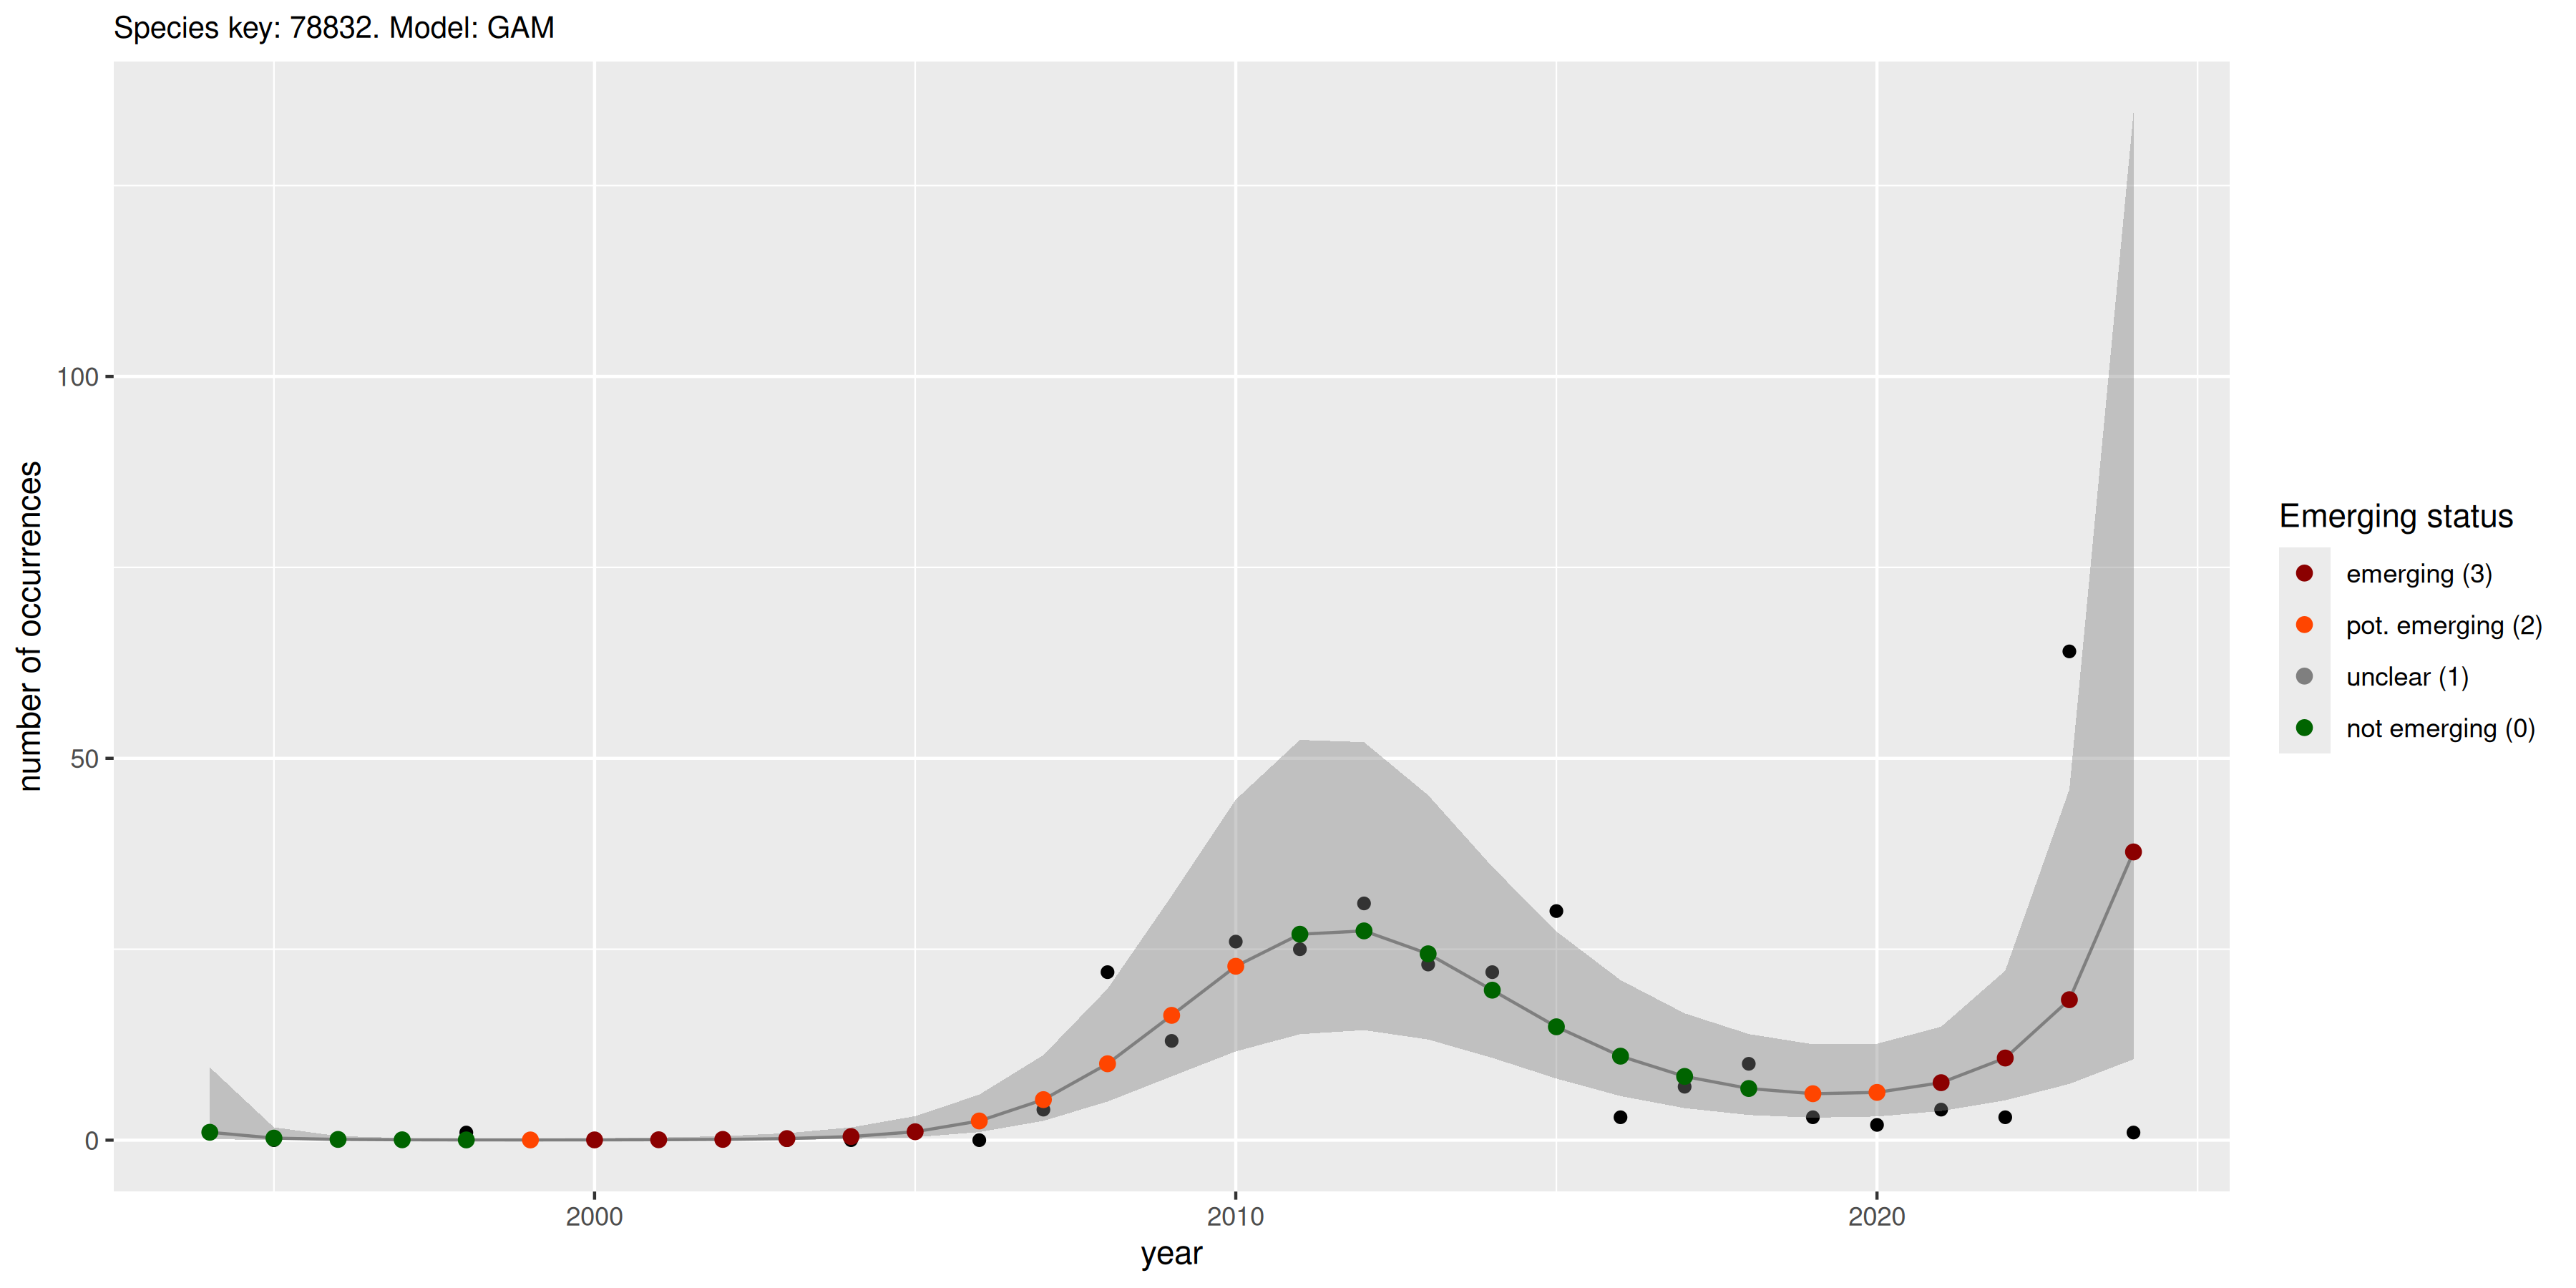 Species key: 78832. Model: GAM
number of occurrences
100
50
0
2000
2010
2020
year
Emerging status
emerging (3)
pot. emerging (2)
unclear (1)
not emerging (0)